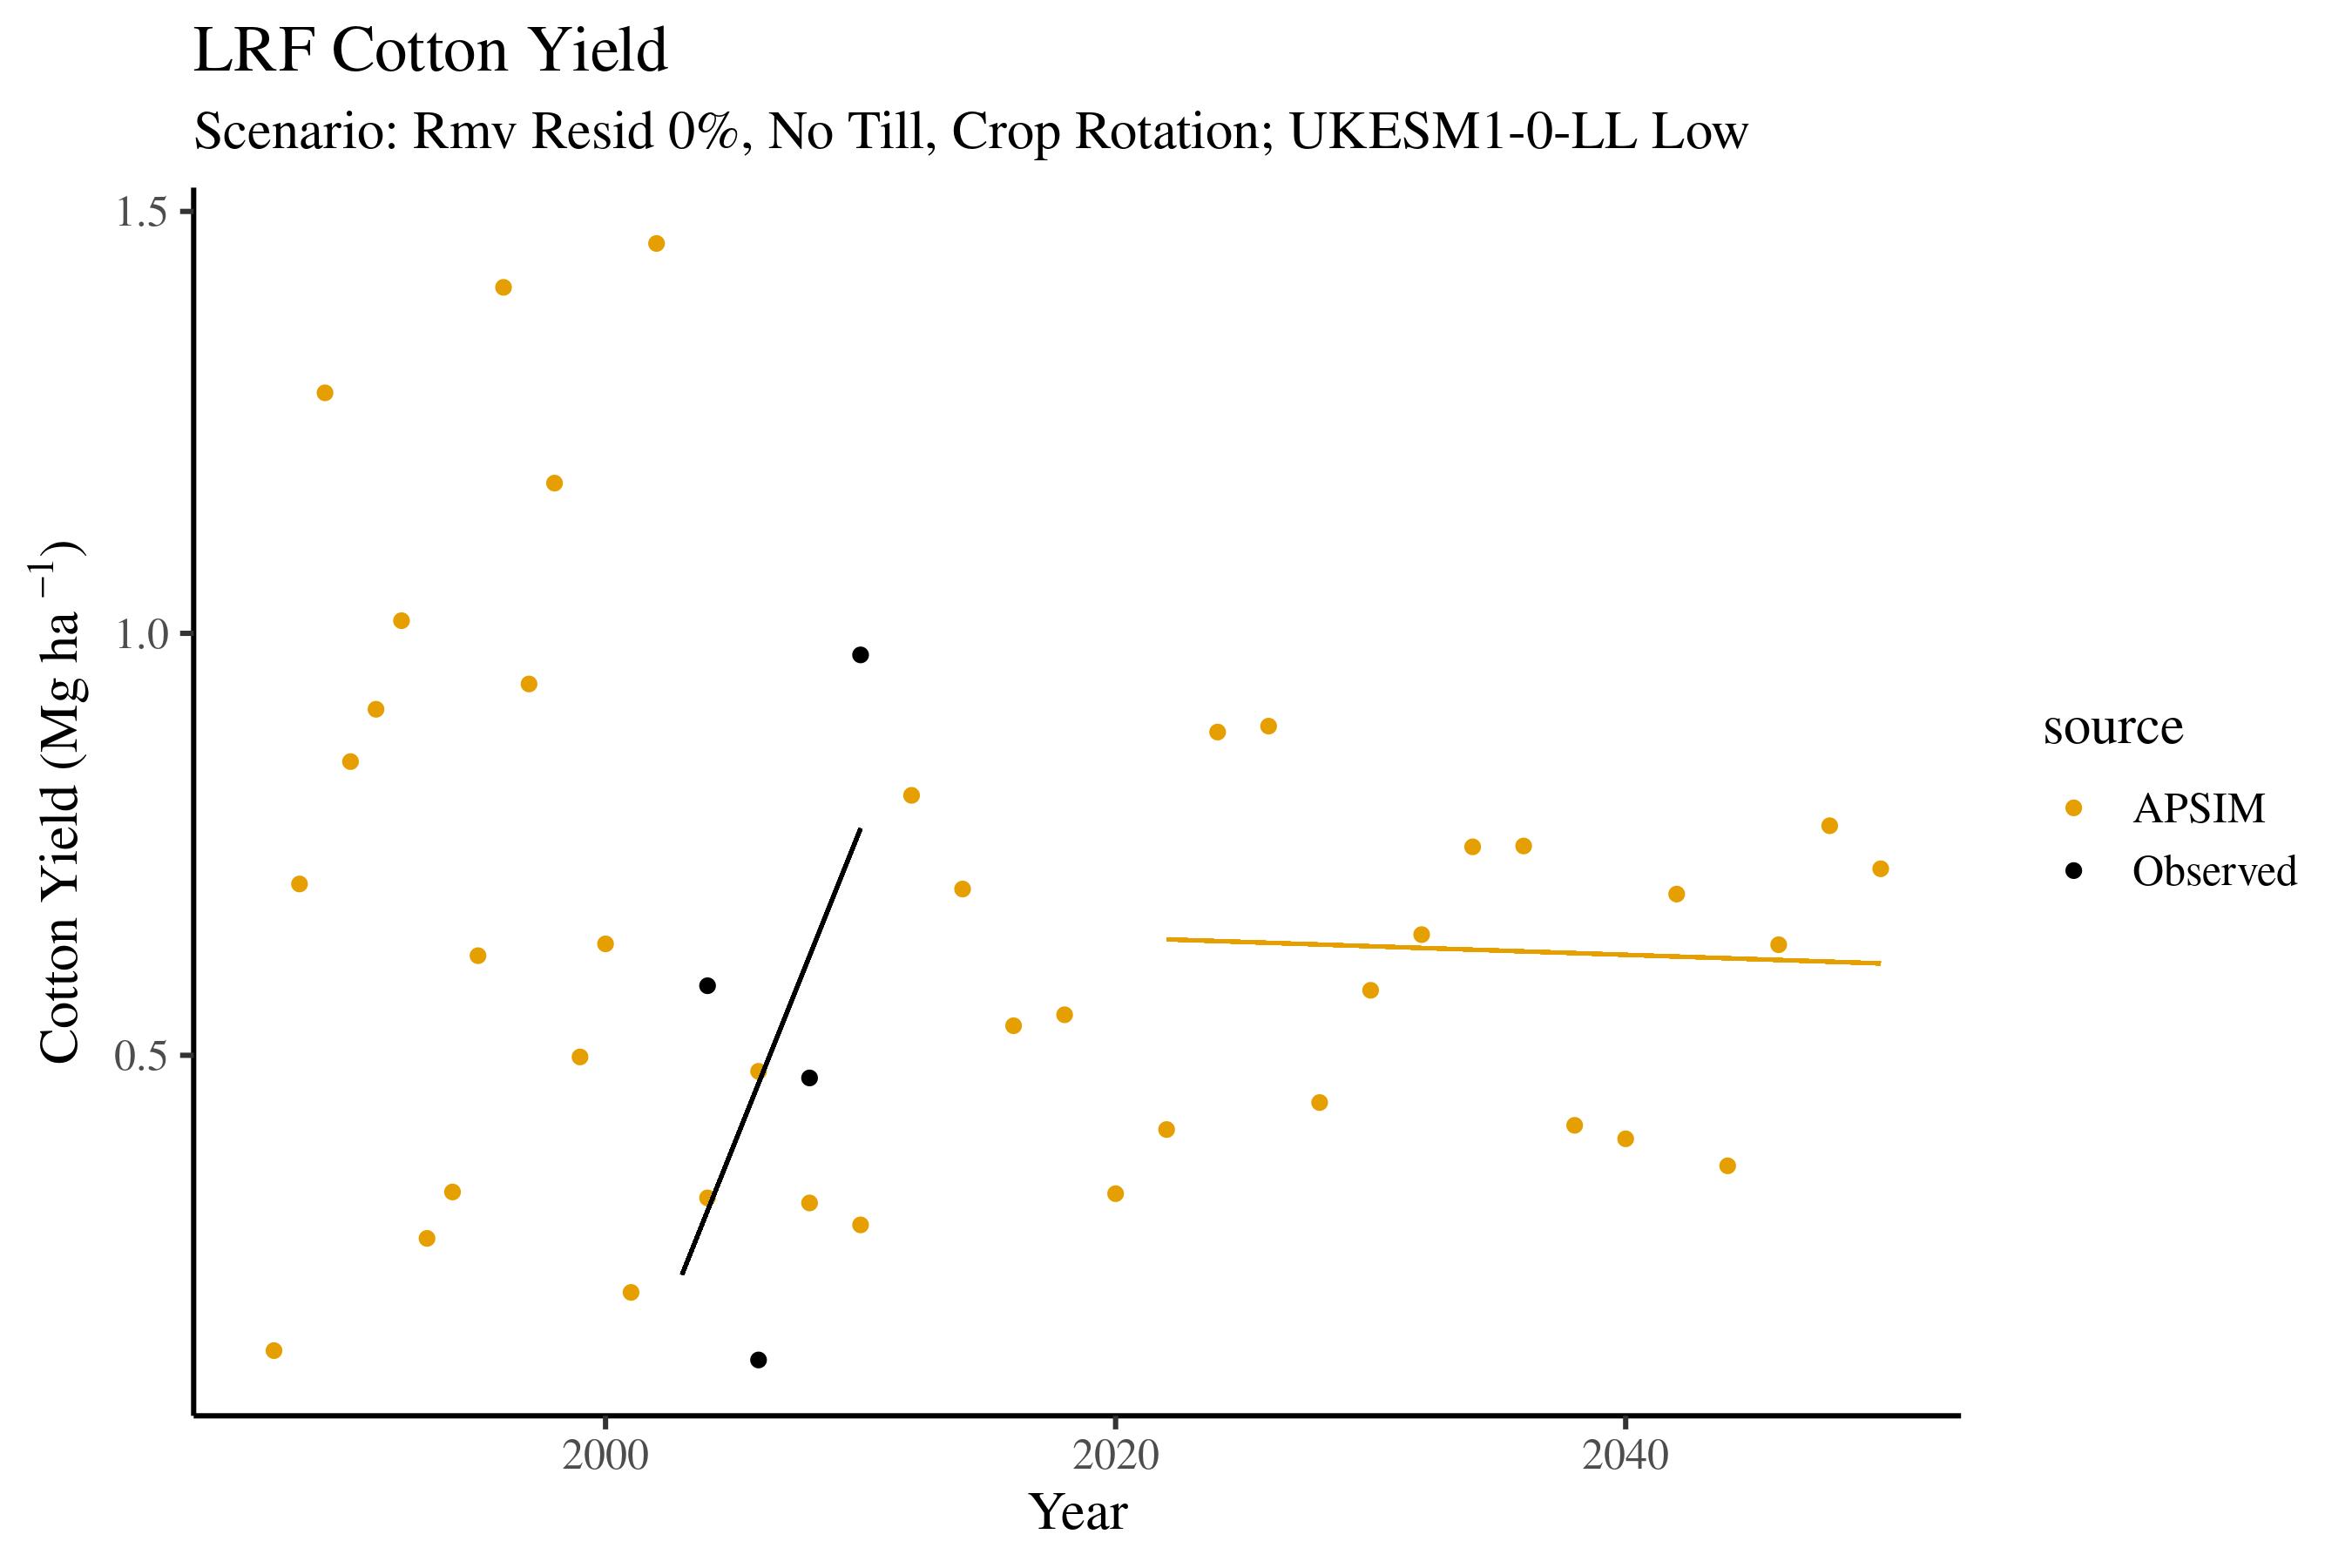 LRF Cotton Yield
Scenario: Rmv Resid 0%, No Till, Crop Rotation; UKESM1-0-LL Low
Cotton Yield (Mg ha ⁻¹)
1.5
1.0
0.5
2000
2020
2040
Year
source
APSIM
Observed